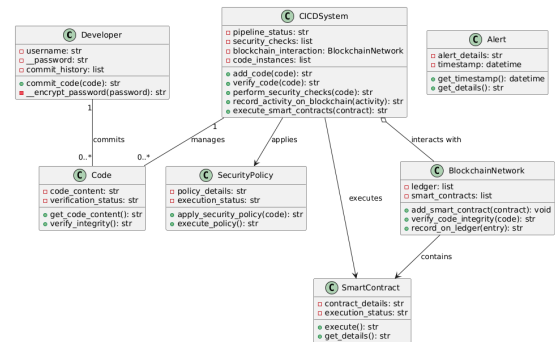 C Developer
username: str
__password: str
commit_history: list
commit_code(code): str
__encrypt_password(password): str
C CICDSystem
pipeline_status: str
security_checks: list
blockchain_interaction: BlockchainNetwork
code_instances: list
add_code(code): str
verify_code(code): str
perform_security_checks(code): str
record_activity_on_blockchain(activity): str
execute_smart_contracts(contract): str
C Alert
alert_details: str
timestamp: datetime
get_timestamp(): datetime
get_details(): str
1
commits
0..*
1
manages
0..*
applies
interacts with
executes
C Code
code_content: str
verification_status: str
get_code_content(): str
verify_integrity(): str
C SecurityPolicy
policy_details: str
execution_status: str
apply_security_policy(code): str
execute_policy(): str
C BlockchainNetwork
ledger: list
smart_contracts: list
add_smart_contract(contract): void
verify_code_integrity(code): str
record_on_ledger(entry): str
contains
C SmartContract
contract_details: str
execution_status: str
execute(): str
get_details(): str